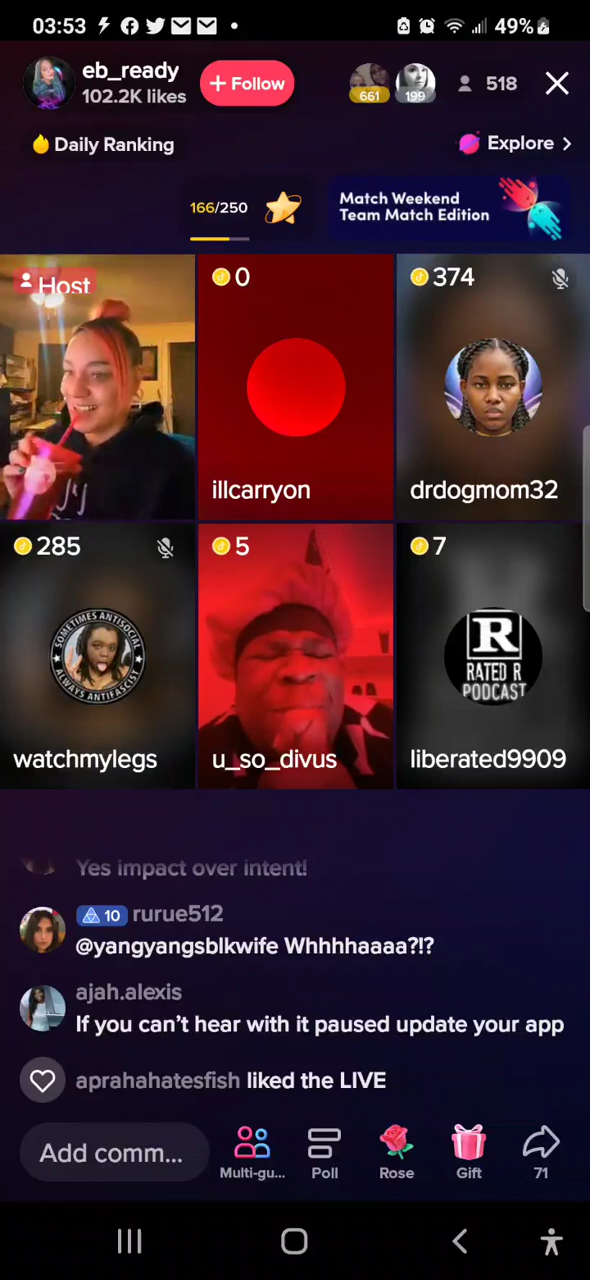 03:53
49%
eb_ready
102.2K likes
+ Follow
661
199
518
Daily Ranking
Explore >
166/250
Match Weekend
Team Match Edition
Host
0
374
illcarryon
drdogmom32
285
5
7
SOMETIMES ANTISOCIAL
ALWAYS ANTIFASCIST
R
RATED R
PODCAST
watchmylegs
u_so_divus
liberated9909
Yes impact over intent!
10 rurue512
@yangyangsblkwife Whhhhaaaa?!?
ajah.alexis
If you can't hear with it paused update your app
aprahahatesfish liked the LIVE
Add comm...
Multi-gu...
Poll
Rose
Gift
71